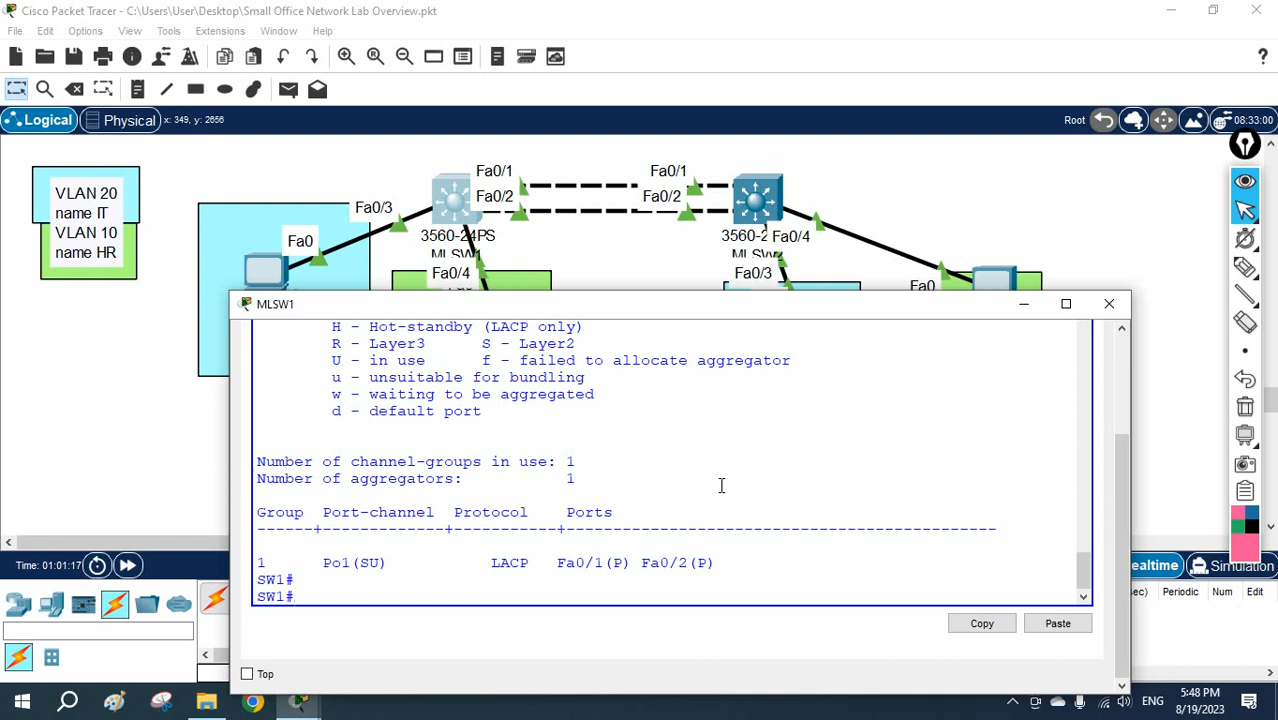 Cisco Packet Tracer - C:\Users\User\Desktop\Small Office Network Lab Overview.pkt
File Edit Options View Tools Extensions Window Help
Logical Physical x: 349, y: 2656 Root 08:33:00
VLAN 20
name IT
VLAN 10
name HR
Fa0/1 Fa0/1
Fa0/2 Fa0/2
Fa0/3
Fa0
3560-24PS
MLSW1
3560-2
Fa0/4
Fa0/4
Fa0/3
Fa0
MLSW1
H - Hot-standby (LACP only)
R - Layer3 S - Layer2
U - in use f - failed to allocate aggregator
u - unsuitable for bundling
w - waiting to be aggregated
d - default port
Number of channel-groups in use: 1
Number of aggregators: 1
Group Port-channel Protocol Ports
------+-------------+-----------+----------------------------------------------
1 Po1(SU) LACP Fa0/1(P) Fa0/2(P)
SW1#
SW1#
Copy Paste
Top
Time: 01:01:17
ealtime Simulation
ec) Periodic Num Edit
ENG
5:48 PM
8/19/2023